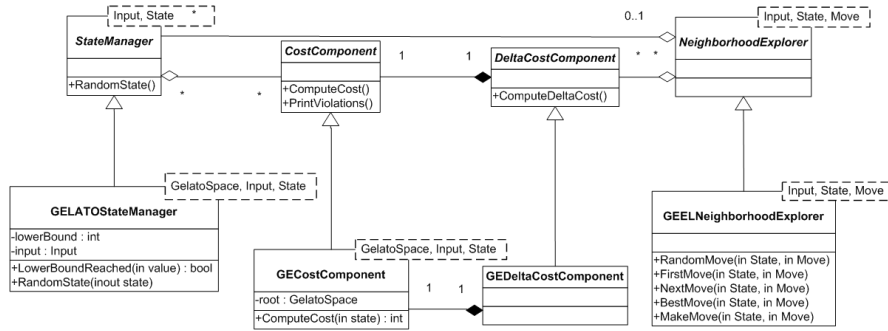 Input, State *
StateManager
+RandomState()
*
*
CostComponent
+ComputeCost()
+PrintViolations()
1
1
DeltaCostComponent
+ComputeDeltaCost()
0..1
* *
Input, State, Move
NeighborhoodExplorer
GelatoSpace, Input, State
GELATOStateManager
-lowerBound : int
-input : Input
+LowerBoundReached(in value) : bool
+RandomState(inout state)
GelatoSpace, Input, State
GECostComponent
-root : GelatoSpace
+ComputeCost(in state) : int
1
1
GEDeltaCostComponent
Input, State, Move
GEELNeighborhoodExplorer
+RandomMove(in State, in Move)
+FirstMove(in State, in Move)
+NextMove(in State, in Move)
+BestMove(in State, in Move)
+MakeMove(in State, in Move)